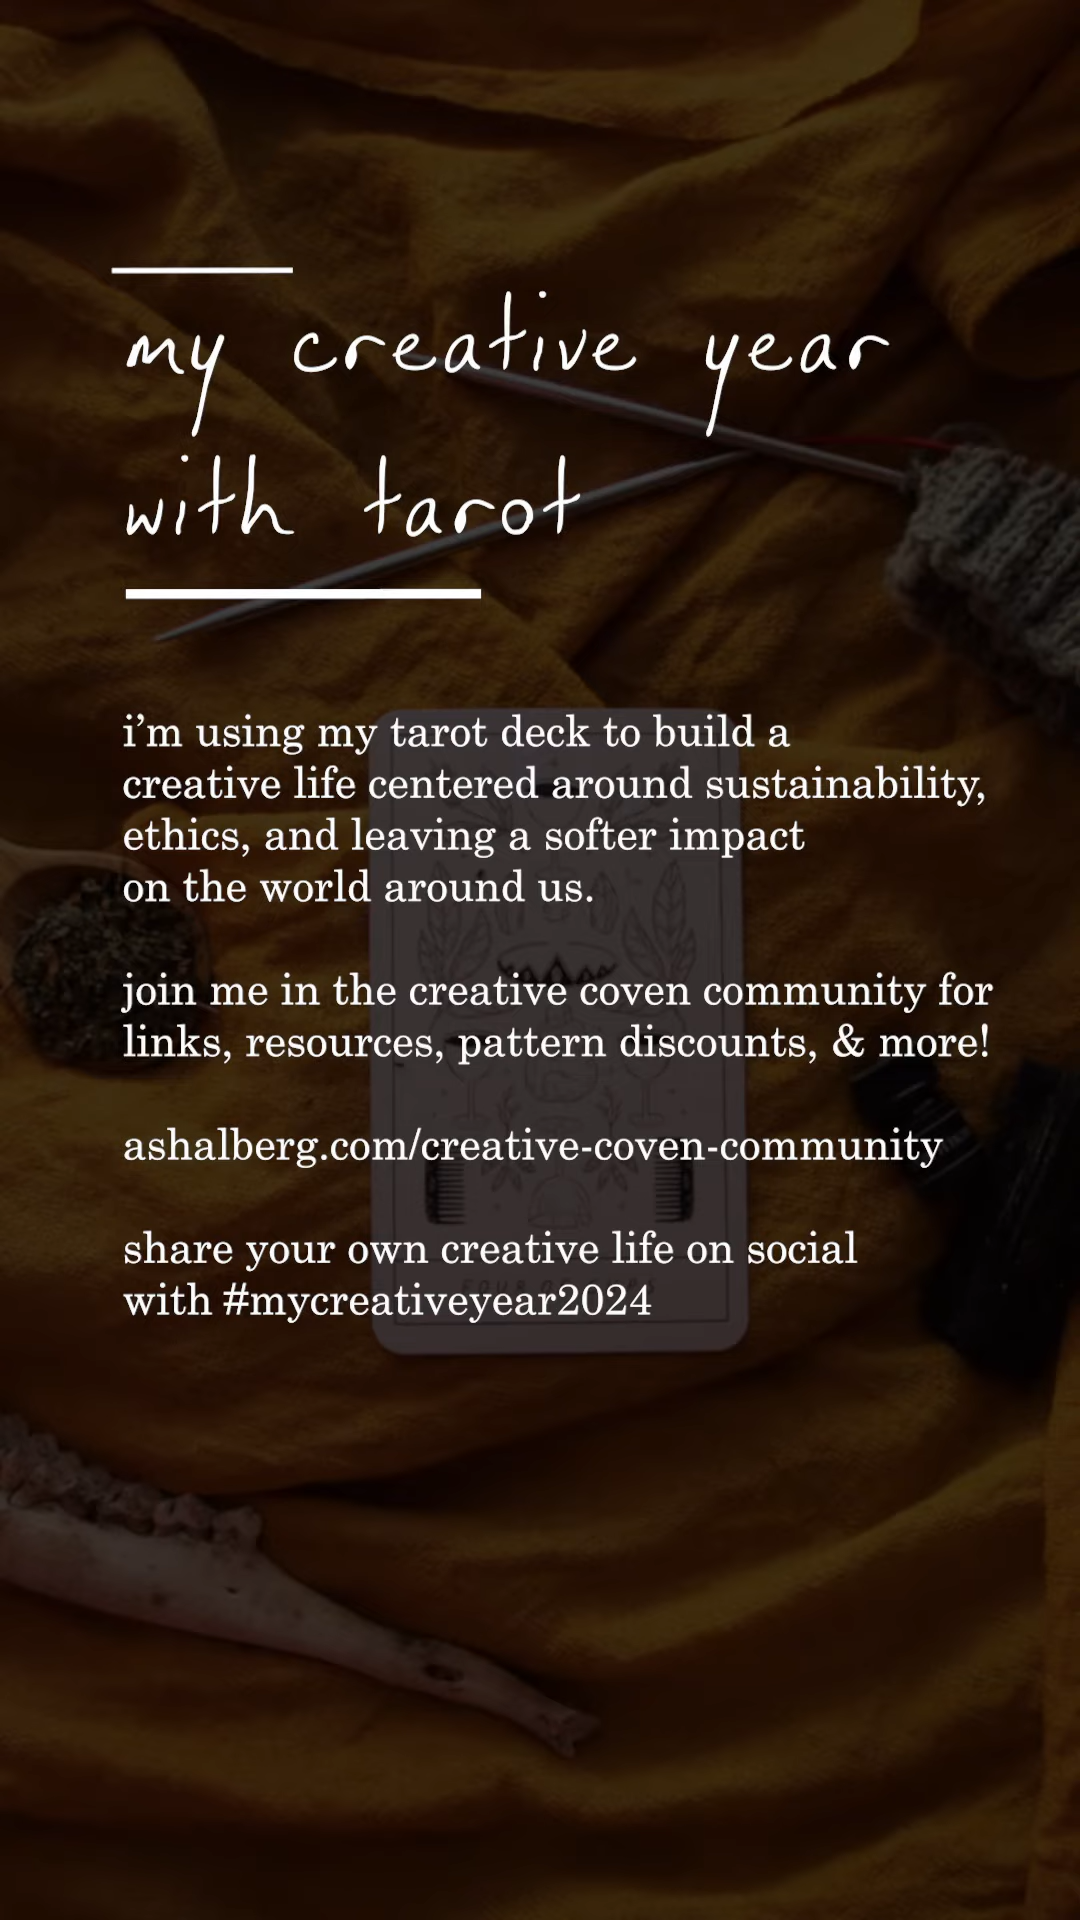 my creative year
with tarot
i’m using my tarot deck to build a
creative life centered around sustainability,
ethics, and leaving a softer impact
on the world around us.
join me in the creative coven community for
links, resources, pattern discounts, & more!
ashalberg.com/creative-coven-community
share your own creative life on social
with #mycreativeyear2024